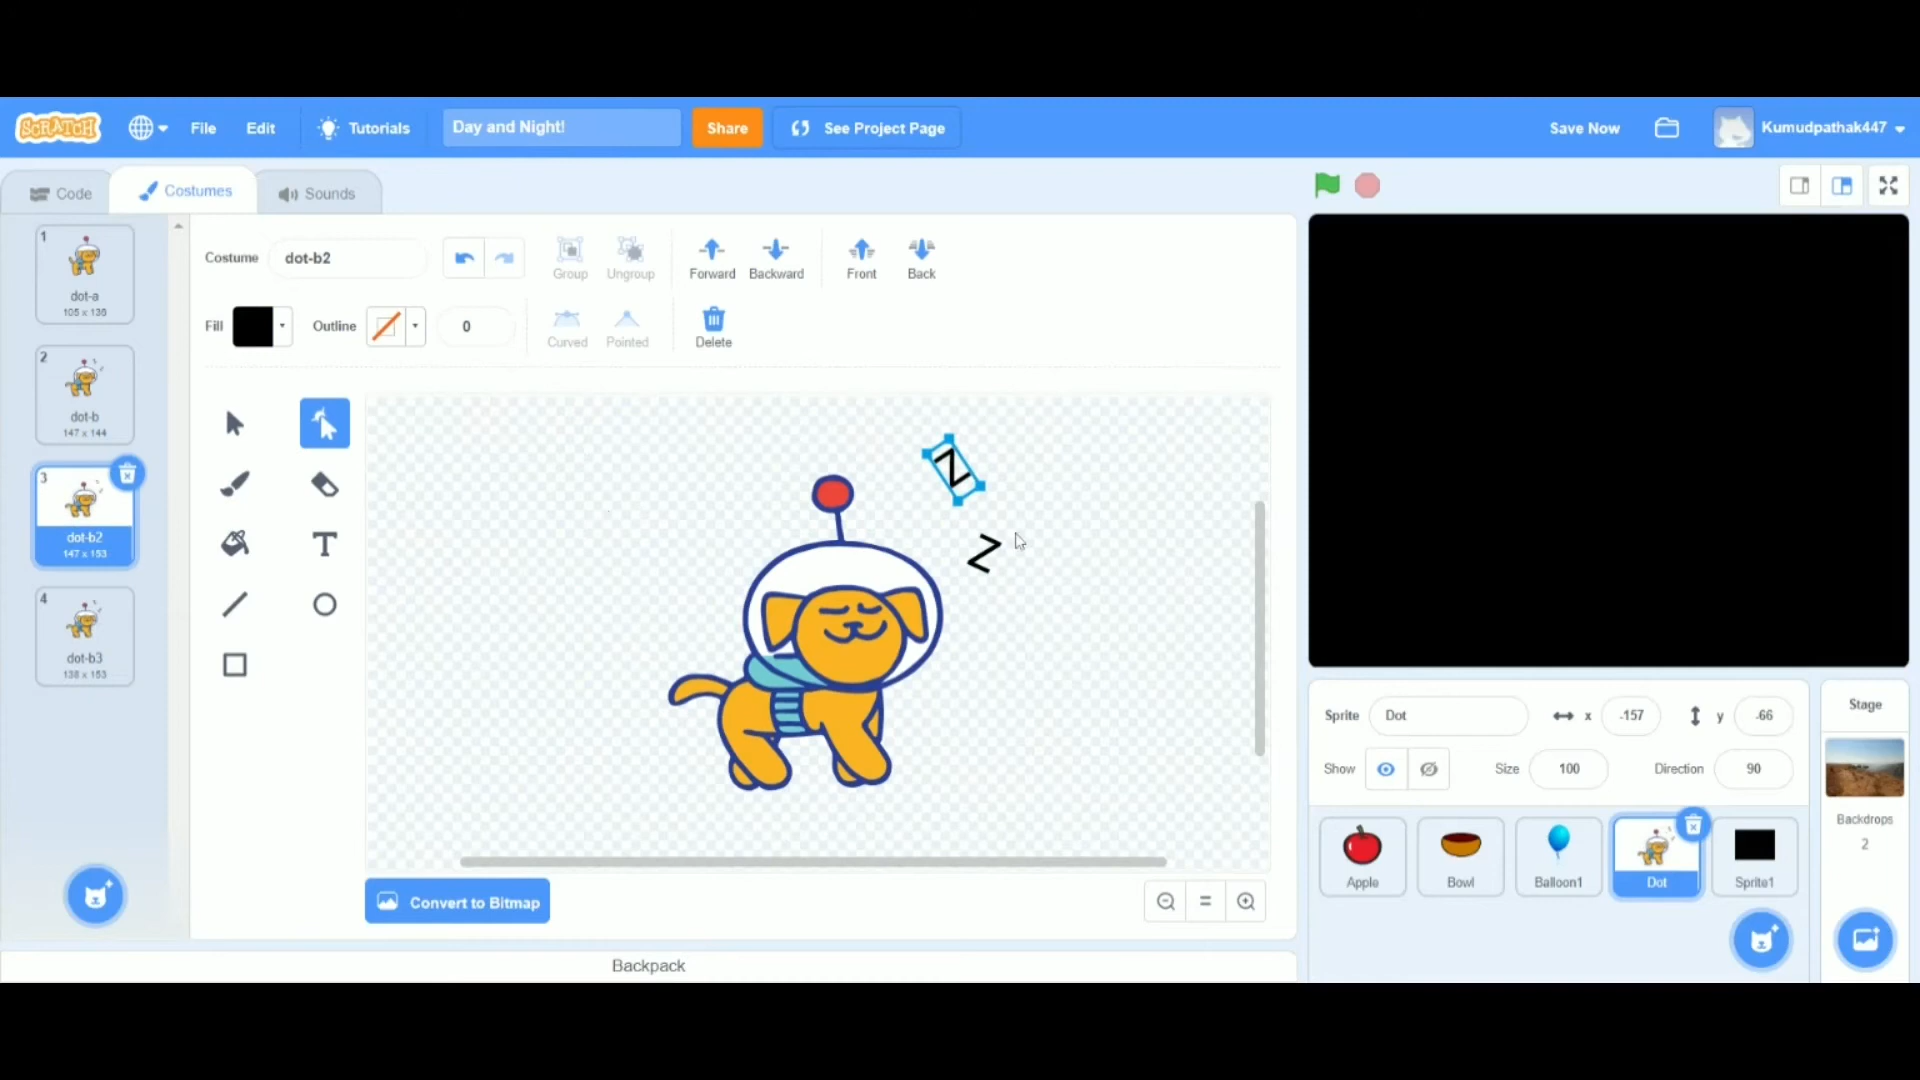 SCRATCH File Edit Tutorials Day and Night! Share See Project Page Save Now Kumudpathak447
Code Costumes Sounds
1
dot-a
105 x 136
2
dot-b
147 x 144
3
dot-b2
147 x 153
4
dot-b3
138 x 153
Costume dot-b2 Group Ungroup Forward Backward Front Back
Fill Outline 0 Curved Pointed Delete
T
Z
Z
Convert to Bitmap
Backpack
Sprite Dot x -157 y -66
Show Size 100 Direction 90
Apple Bowl Balloon1 Dot Sprite1
Stage
Backdrops
2